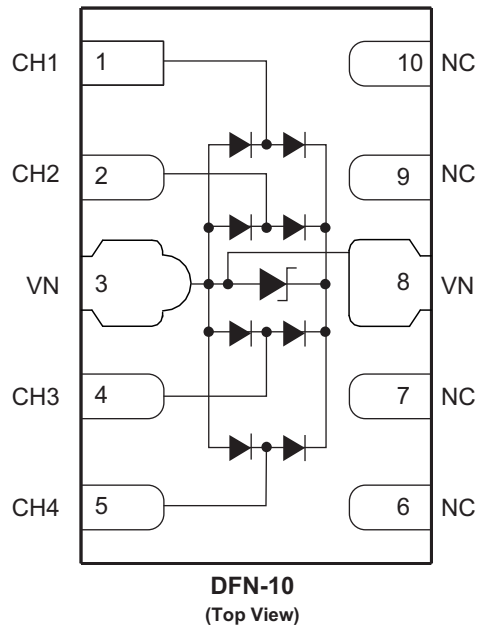 CH1 1 10 NC
CH2 2 9 NC
VN 3 8 VN
CH3 4 7 NC
CH4 5 6 NC
DFN-10
(Top View)